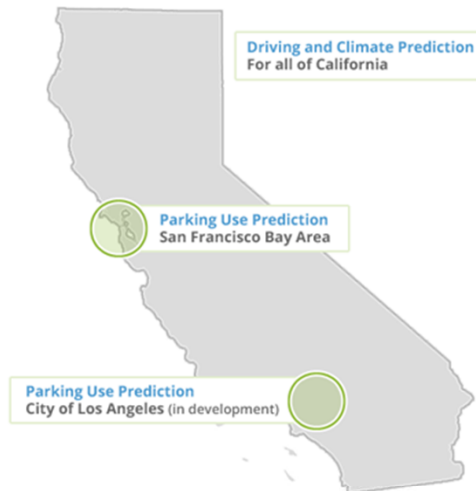 Driving and Climate Prediction
For all of California
Parking Use Prediction
San Francisco Bay Area
Parking Use Prediction
City of Los Angeles (in development)